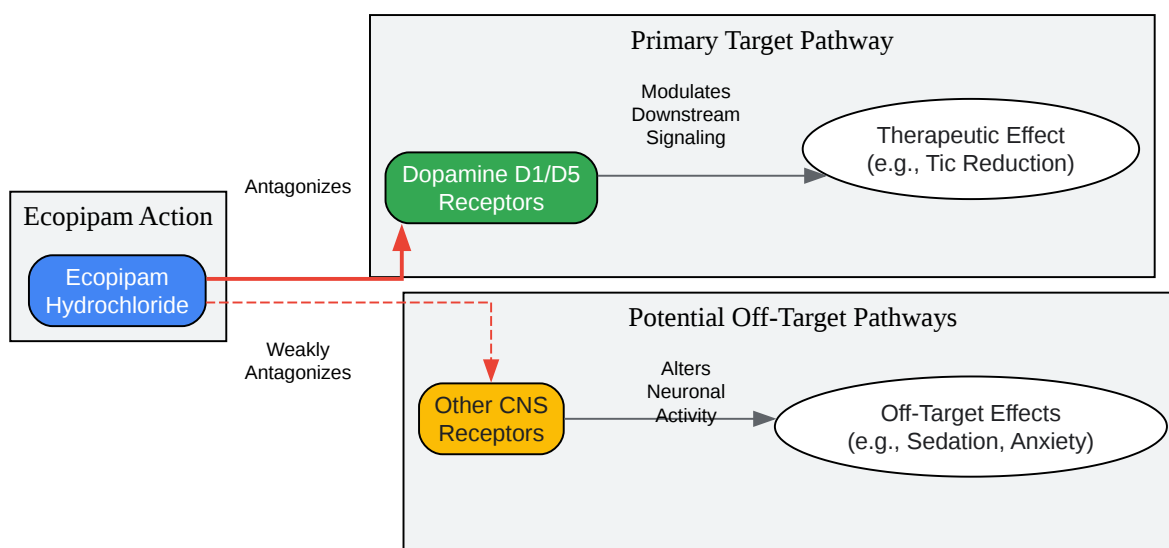 Primary Target Pathway
Modulates
Downstream
Signaling
Therapeutic Effect
(e.g., Tic Reduction)
Dopamine D1/D5
Receptors
Antagonizes
Ecopipam Action
Ecopipam
Hydrochloride
Weakly
Antagonizes
Potential Off-Target Pathways
Alters
Neuronal
Activity
Other CNS
Receptors
Off-Target Effects
(e.g., Sedation, Anxiety)